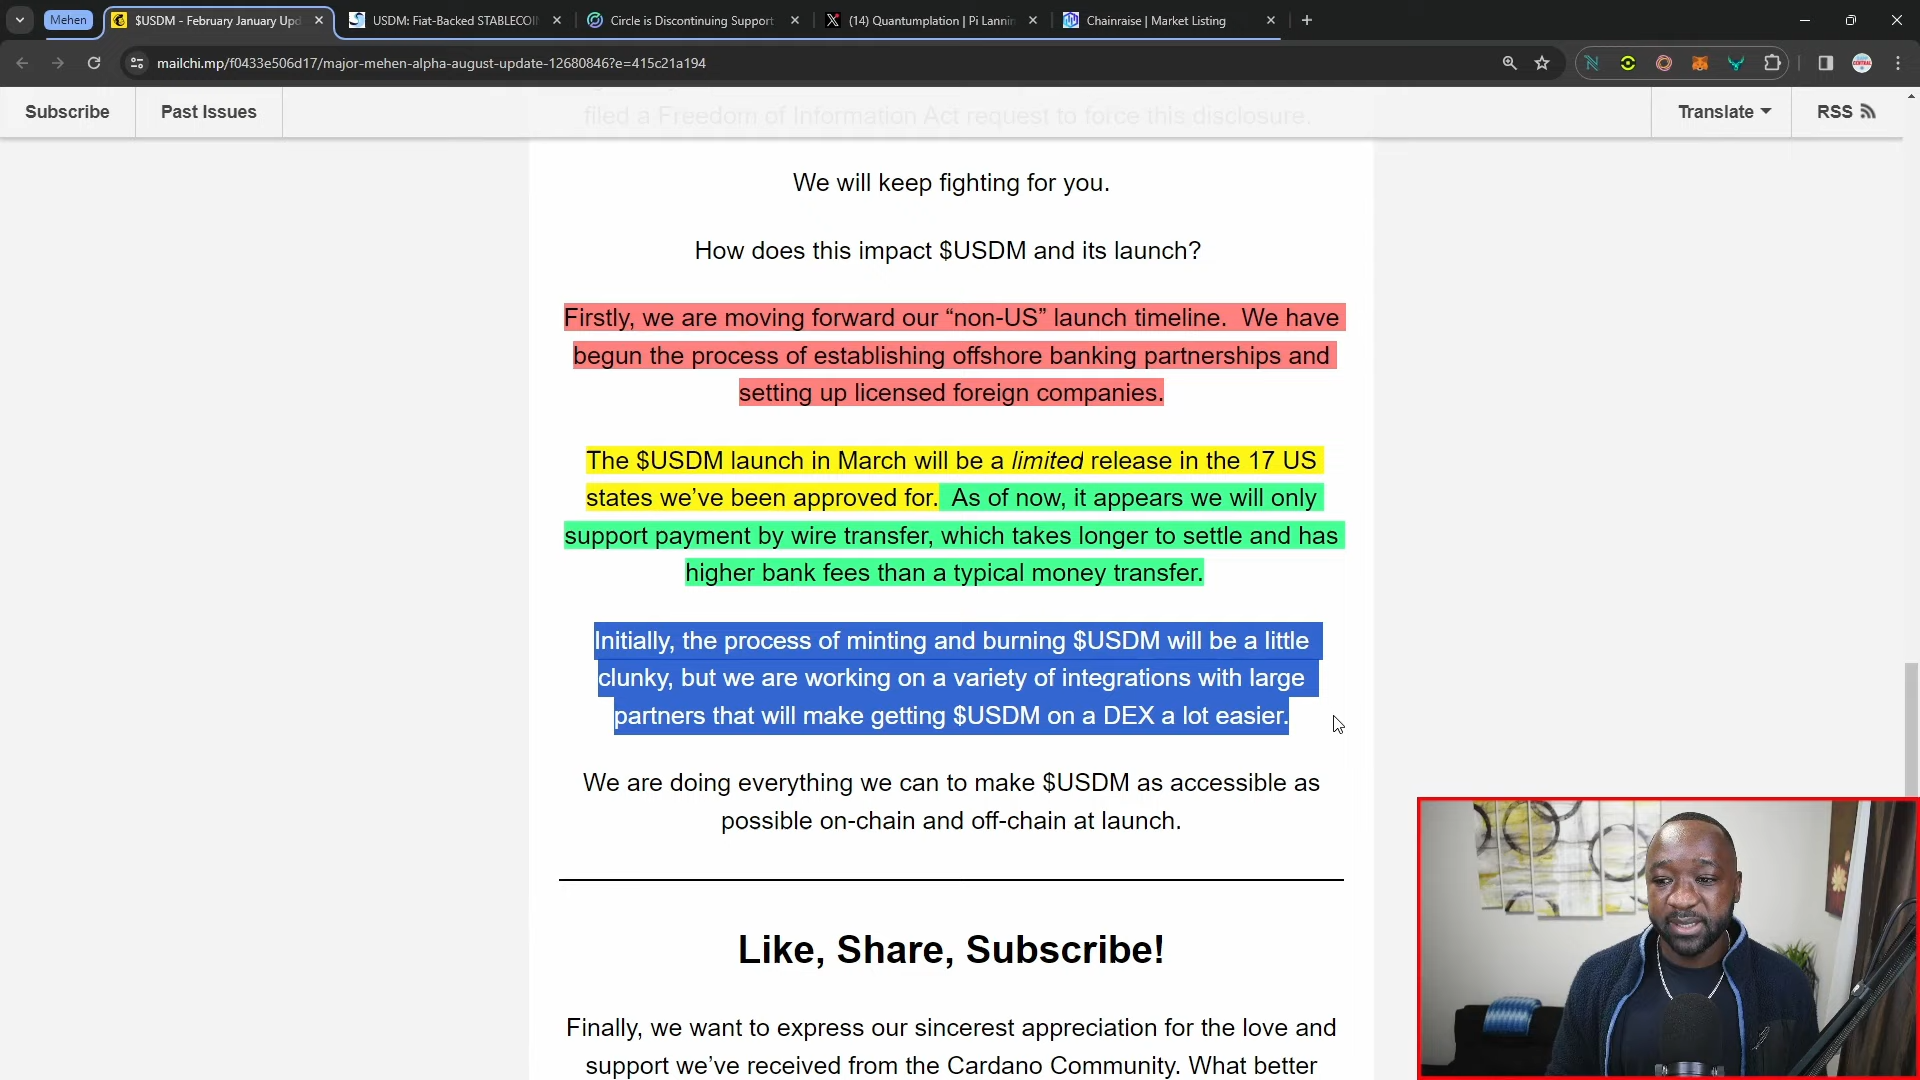 Mehen
$USDM - February January Upd
USDM: Fiat-Backed STABLECOI
Circle is Discontinuing Support
(14) Quantumplation | Pi Lannin
Chainraise | Market Listing
mailchi.mp/f0433e506d17/major-mehen-alpha-august-update-12680846?e=415c21a194
Subscribe
Past Issues
Translate
RSS
filed a Freedom of Information Act request to force this disclosure.
We will keep fighting for you.
How does this impact $USDM and its launch?
Firstly, we are moving forward our “non-US” launch timeline. We have
begun the process of establishing offshore banking partnerships and
setting up licensed foreign companies.
The $USDM launch in March will be a limited release in the 17 US
states we’ve been approved for. As of now, it appears we will only
support payment by wire transfer, which takes longer to settle and has
higher bank fees than a typical money transfer.
Initially, the process of minting and burning $USDM will be a little
clunky, but we are working on a variety of integrations with large
partners that will make getting $USDM on a DEX a lot easier.
We are doing everything we can to make $USDM as accessible as
possible on-chain and off-chain at launch.
Like, Share, Subscribe!
Finally, we want to express our sincerest appreciation for the love and
support we’ve received from the Cardano Community. What better